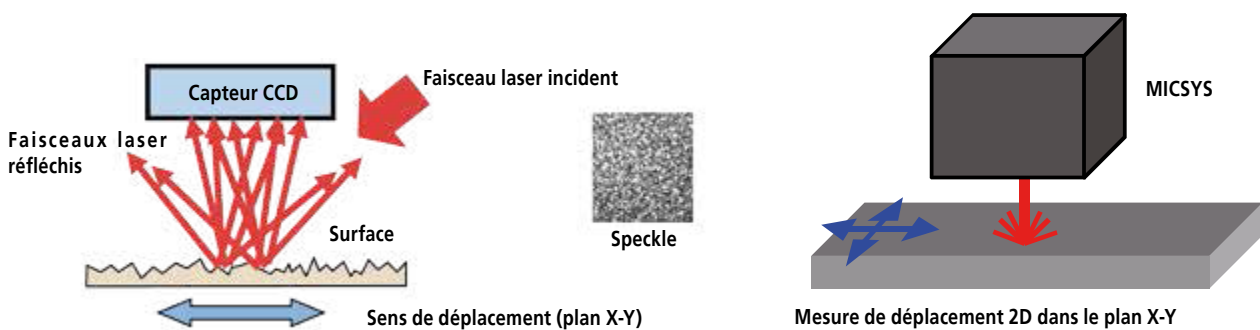 Capteur CCD
Faisceau laser incident
Faisceaux laser
réfléchis
Surface
Sens de déplacement (plan X-Y)
Speckle
MICSYS
Mesure de déplacement 2D dans le plan X-Y